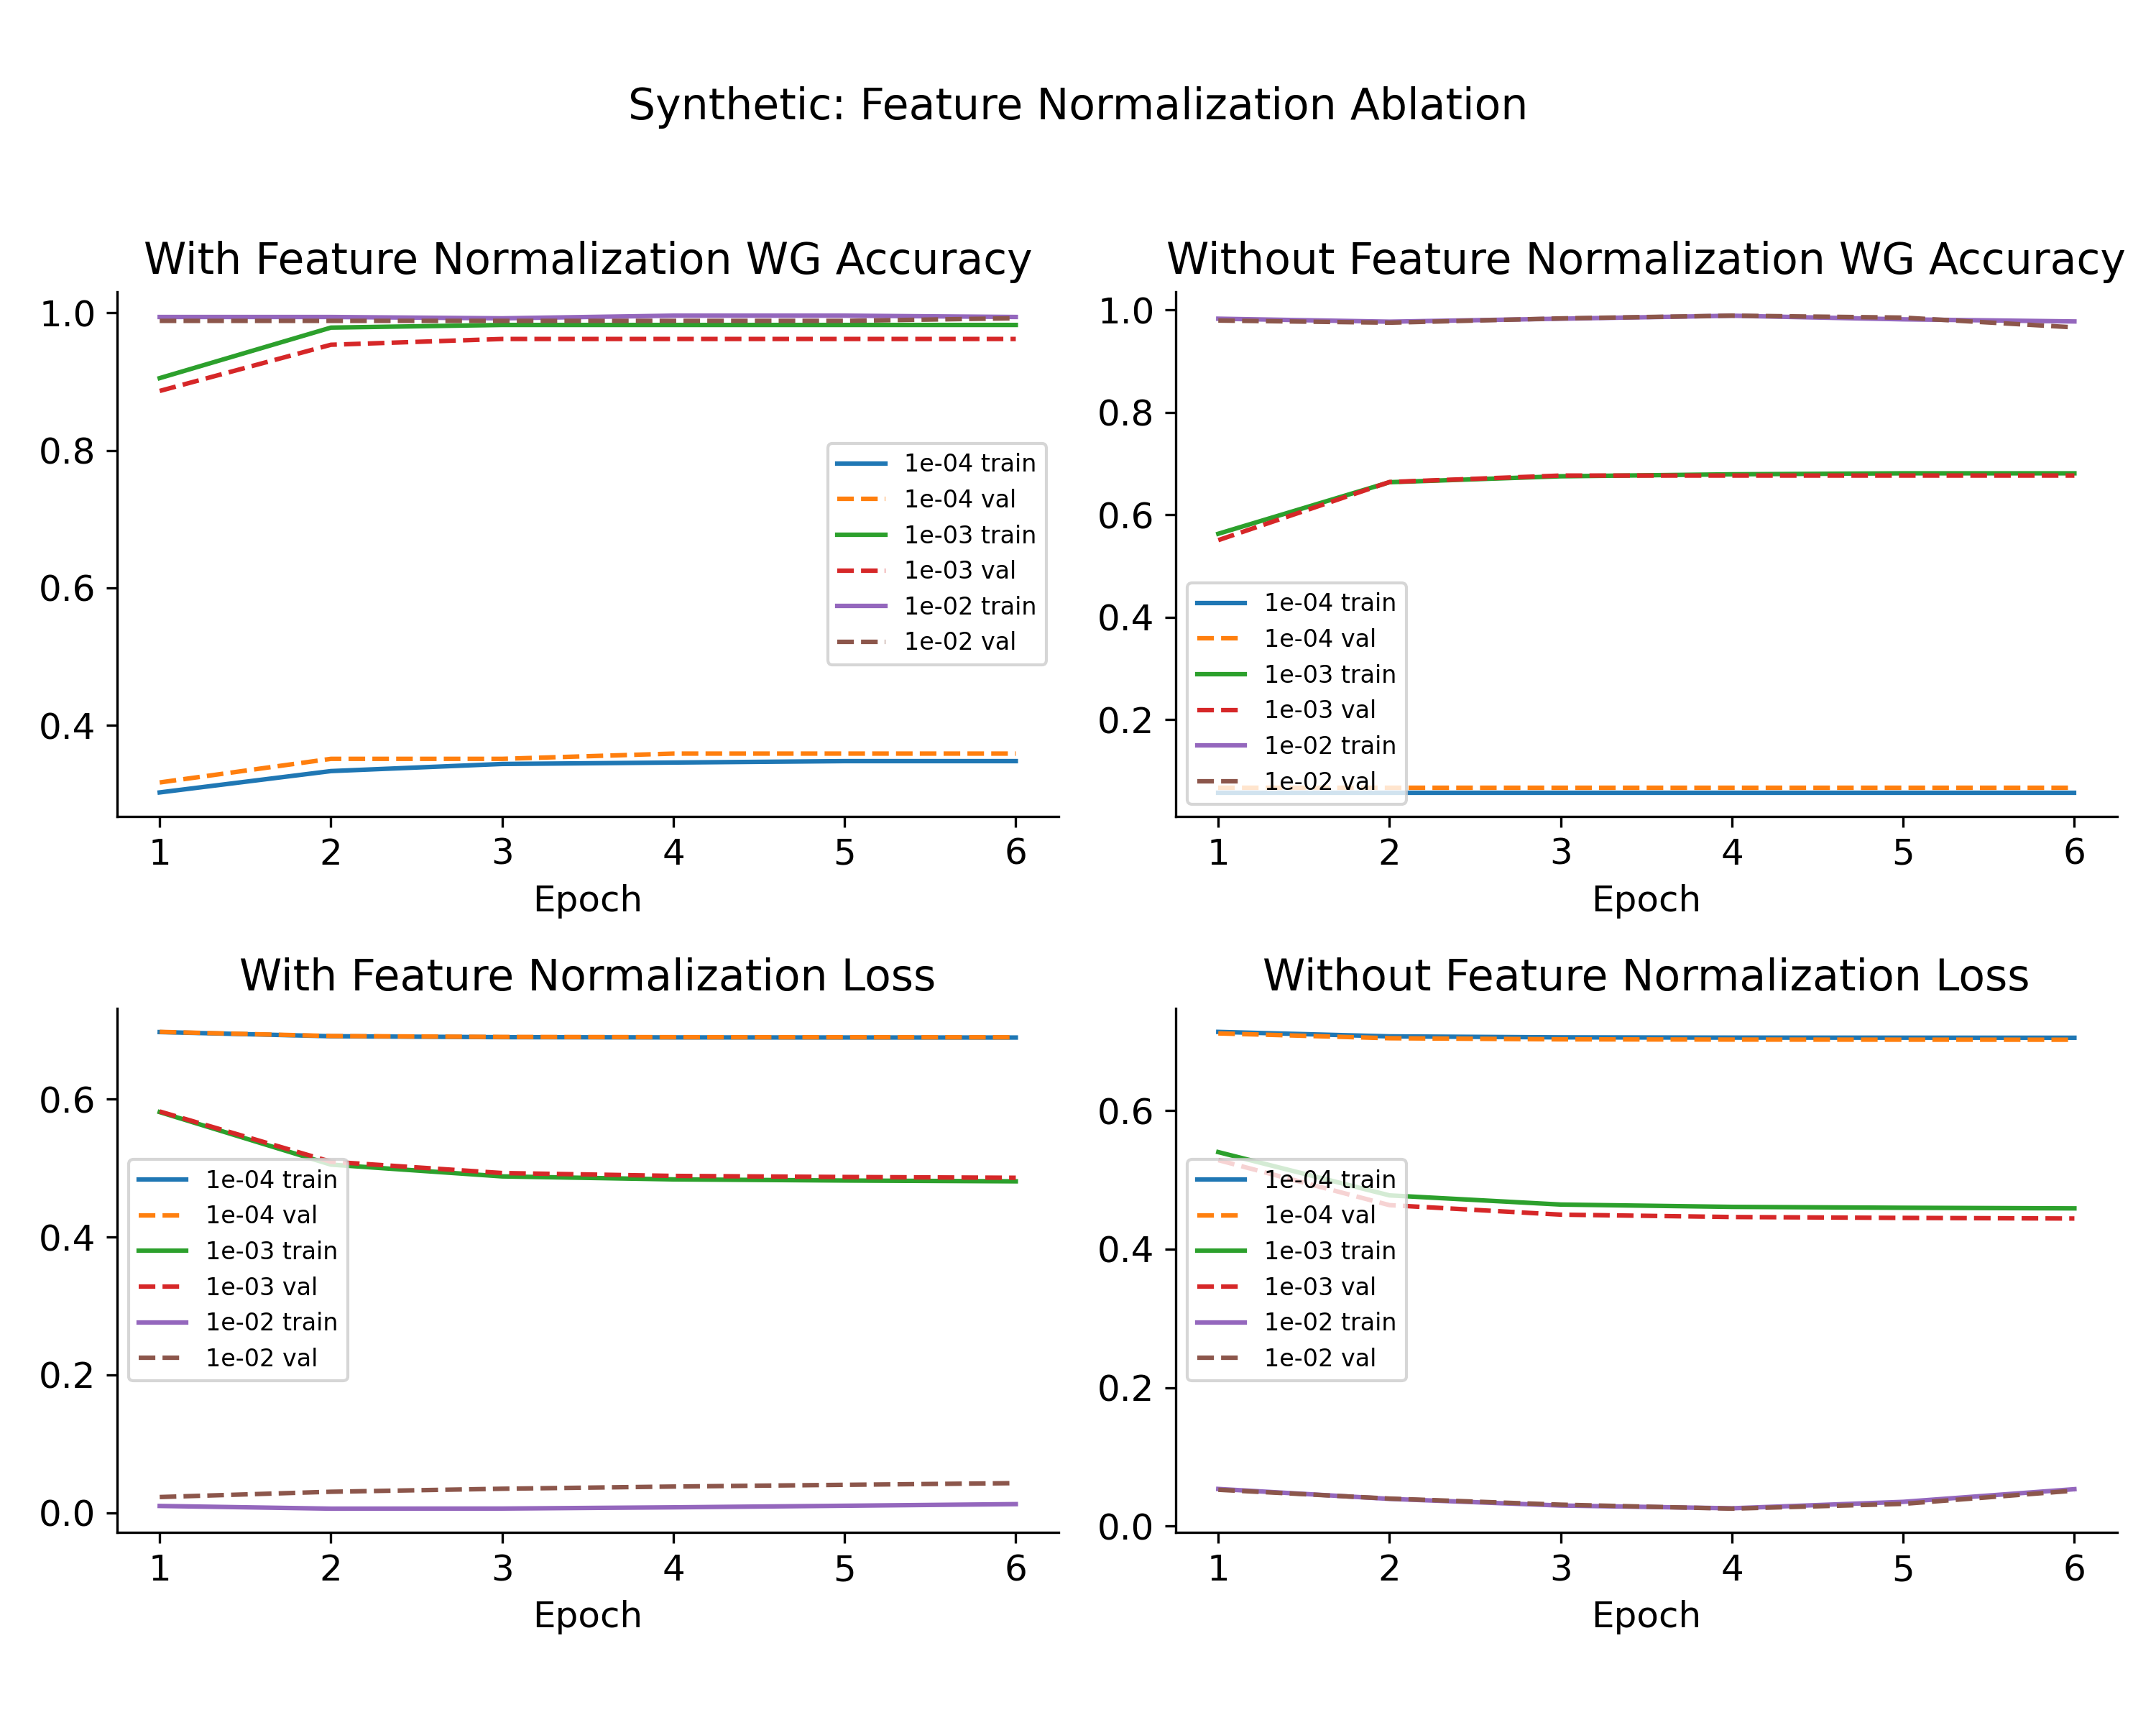 Synthetic: Feature Normalization Ablation
With Feature Normalization WG Accuracy
1.0
0.8
0.6
0.4
1e-04 train
1e-04 val
1e-03 train
1e-03 val
1e-02 train
1e-02 val
1 2 3 4 5 6
Epoch
Without Feature Normalization WG Accuracy
1.0
0.8
0.6
0.4
0.2
1e-04 train
1e-04 val
1e-03 train
1e-03 val
1e-02 train
1e-02 val
1 2 3 4 5 6
Epoch
With Feature Normalization Loss
0.6
0.4
0.2
0.0
1e-04 train
1e-04 val
1e-03 train
1e-03 val
1e-02 train
1e-02 val
1 2 3 4 5 6
Epoch
Without Feature Normalization Loss
0.6
0.4
0.2
0.0
1e-04 train
1e-04 val
1e-03 train
1e-03 val
1e-02 train
1e-02 val
1 2 3 4 5 6
Epoch